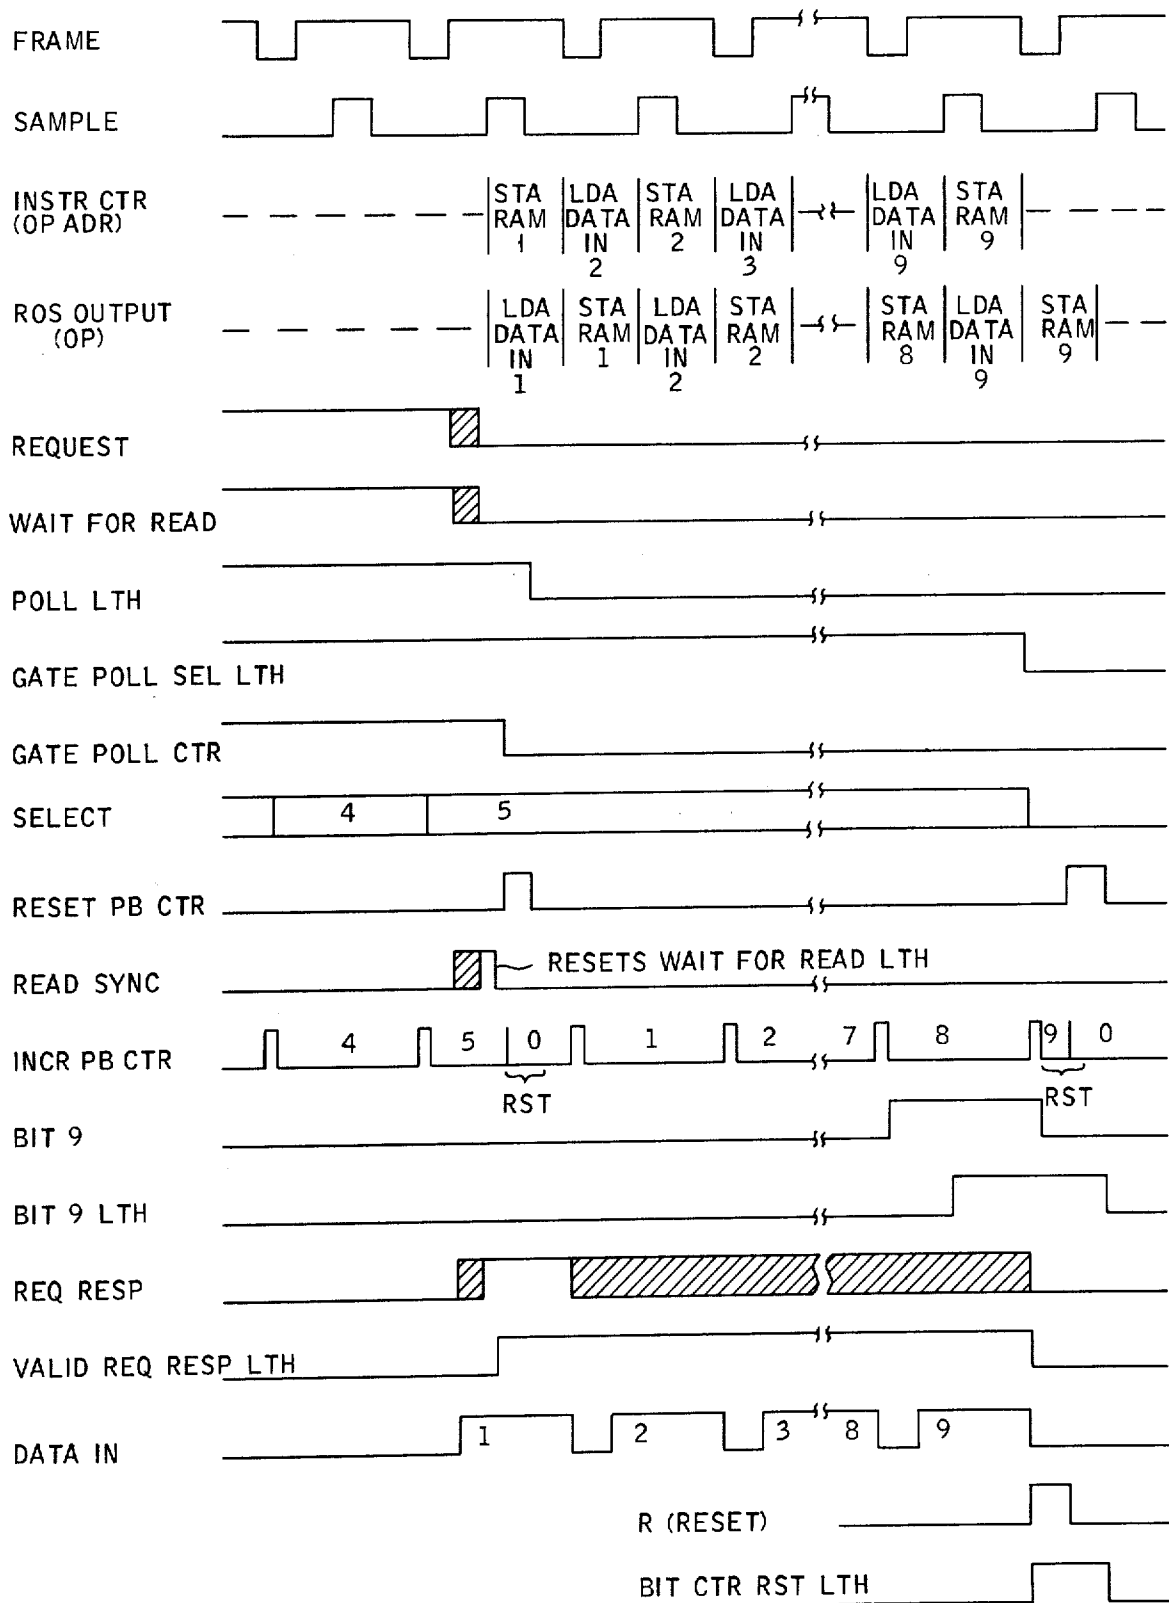 FRAME
SAMPLE
INSTR CTR
(OP ADR)
STA RAM 1
LDA DATA IN 2
STA RAM 2
LDA DATA IN 3
LDA DATA IN 9
STA RAM 9
ROS OUTPUT
(OP)
LDA DATA IN 1
STA RAM 1
LDA DATA IN 2
STA RAM 2
STA RAM 8
LDA DATA IN 9
STA RAM 9
REQUEST
WAIT FOR READ
POLL LTH
GATE POLL SEL LTH
GATE POLL CTR
SELECT 4 5
RESET PB CTR
READ SYNC RESETS WAIT FOR READ LTH
INCR PB CTR 4 5 0 1 2 7 8 9 0
RST RST
BIT 9
BIT 9 LTH
REQ RESP
VALID REQ RESP LTH
DATA IN 1 2 3 8 9
R (RESET)
BIT CTR RST LTH